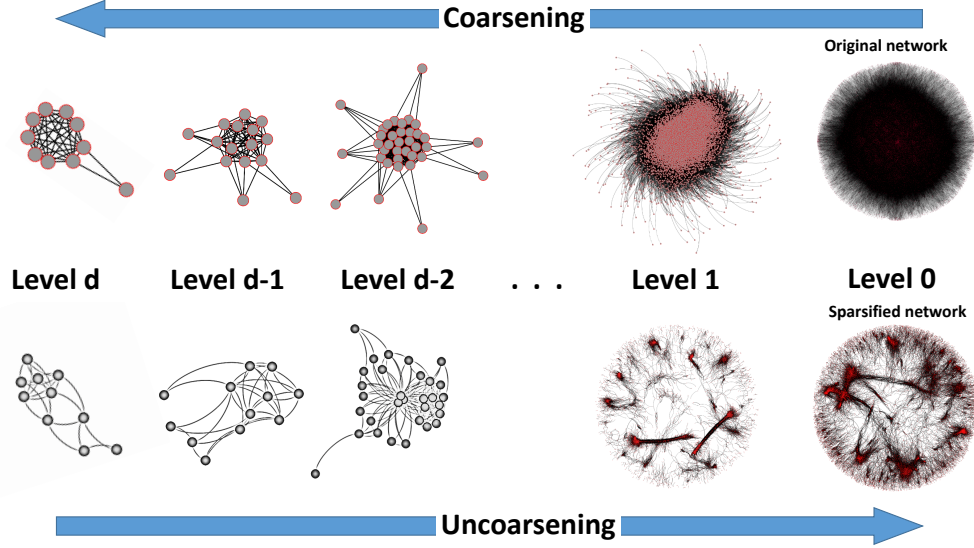 Coarsening
Original network
Level d
Level d-1
Level d-2
. . .
Level 1
Level 0
Sparsified network
Uncoarsening